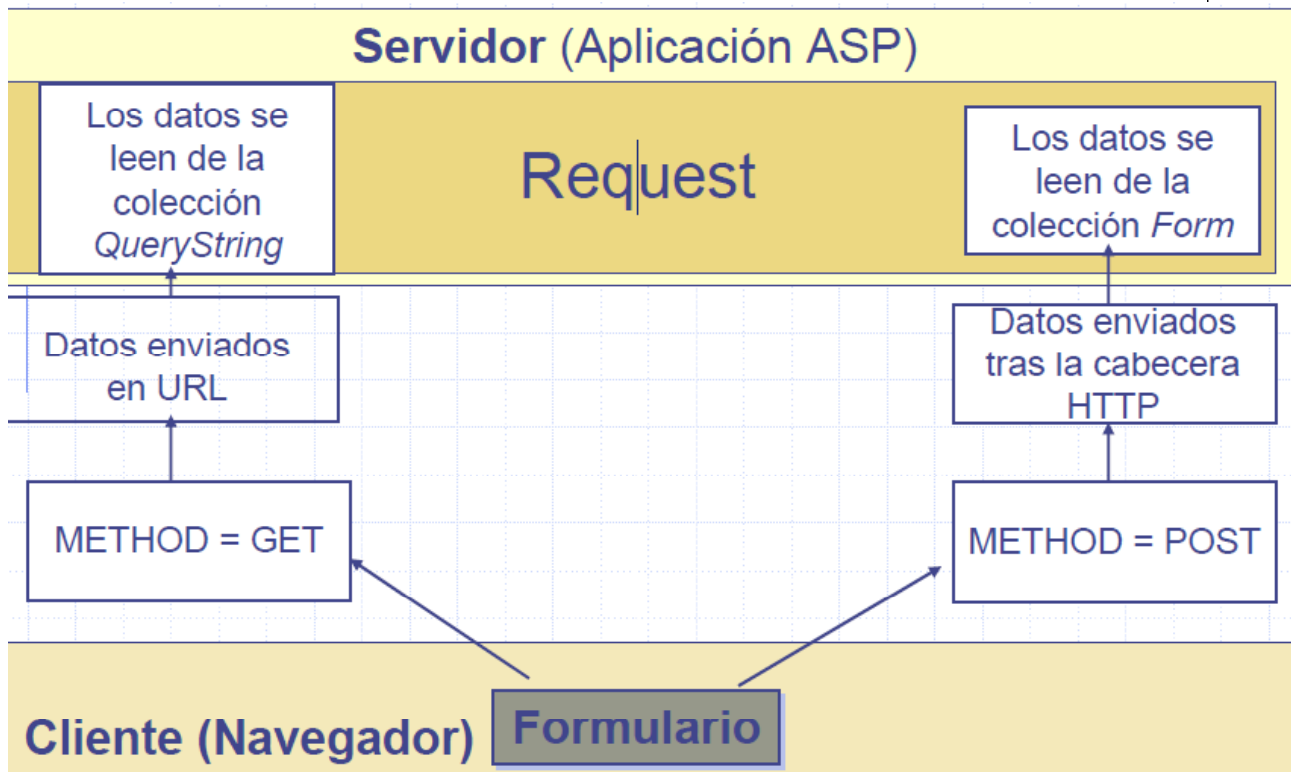 Servidor (Aplicación ASP)
Los datos se
leen de la
colección
QueryString
Request
Los datos se
leen de la
colección Form
Datos enviados
en URL
Datos enviados
tras la cabecera
HTTP
METHOD = GET
METHOD = POST
Cliente (Navegador)
Formulario